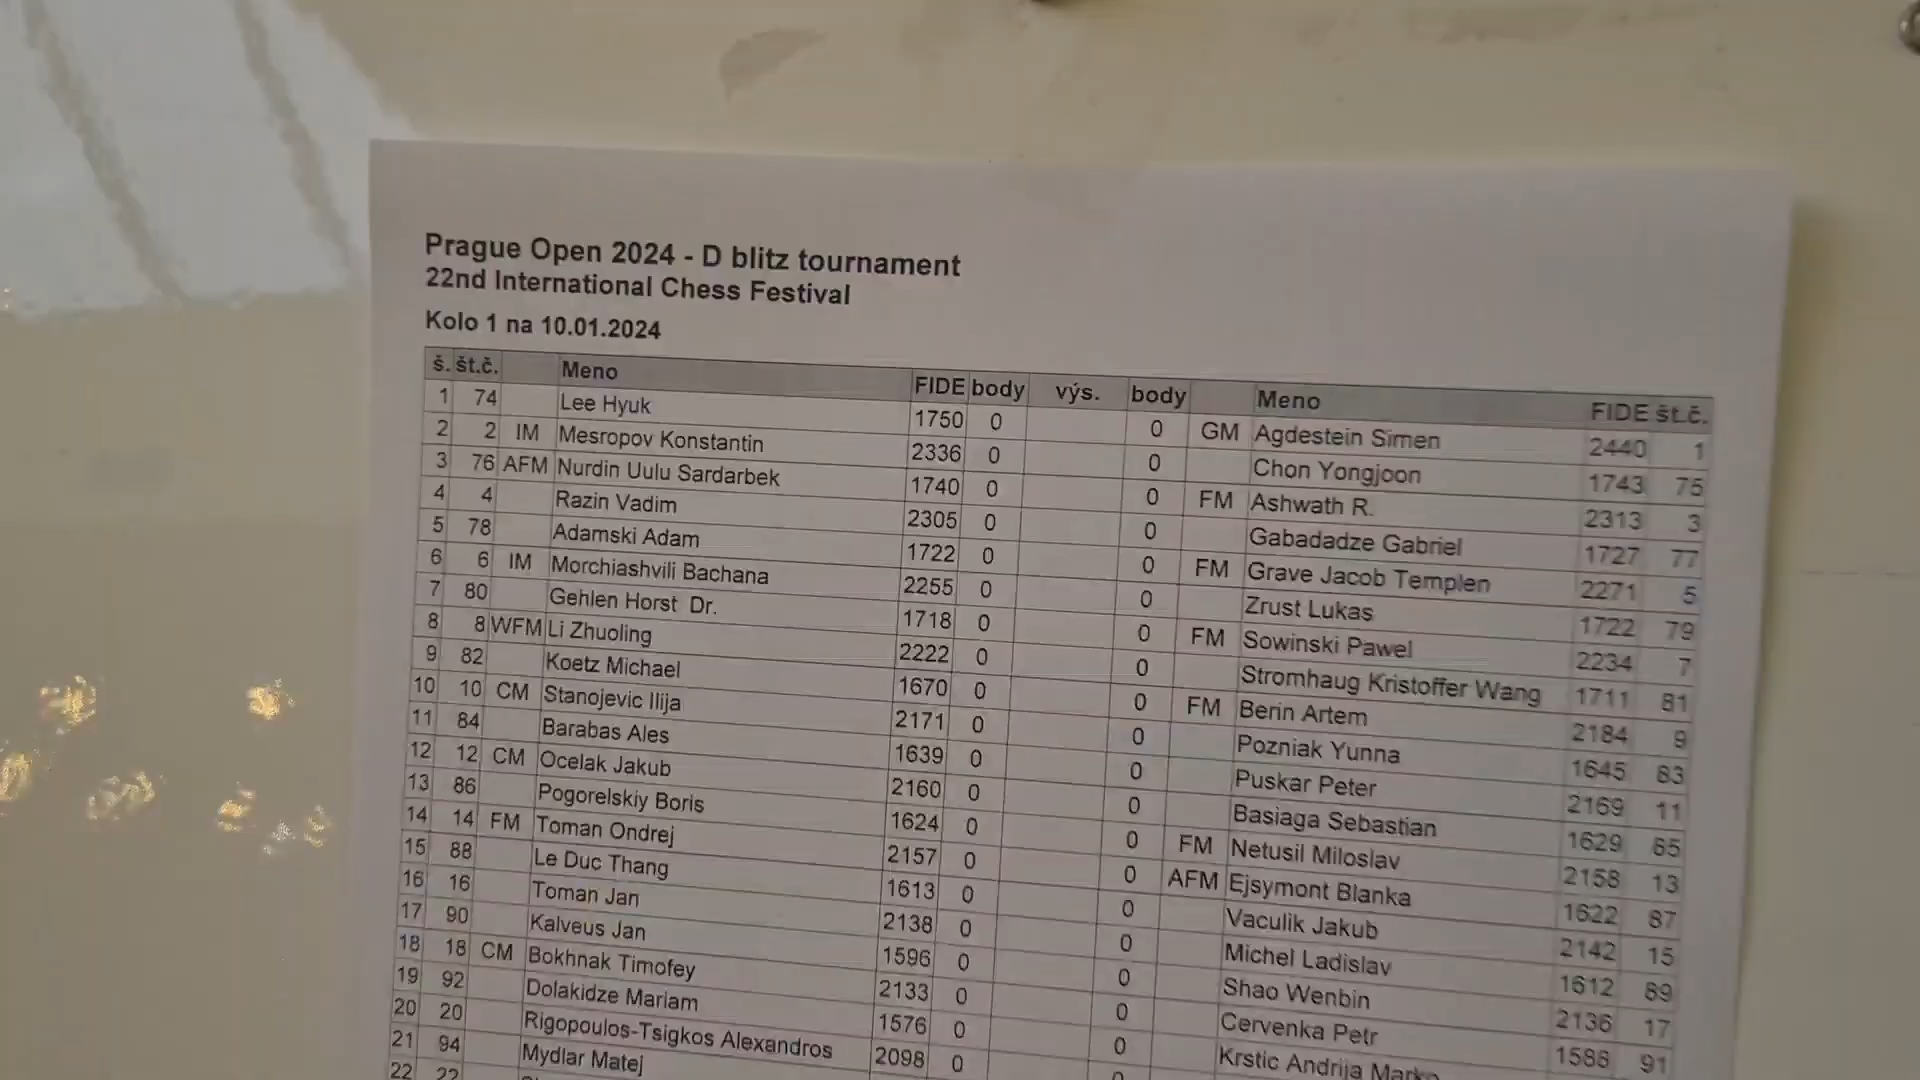 Prague Open 2024 - D blitz tournament
22nd International Chess Festival
Kolo 1 na 10.01.2024
š. št.č. Meno FIDE body výs. body Meno FIDE št.č.
1 74 Lee Hyuk 1750 0 0 GM Agdestein Simen 2440 1
2 2 IM Mesropov Konstantin 2336 0 0 Chon Yongjoon 1743 75
3 76 AFM Nurdin Uulu Sardarbek 1740 0 0 FM Ashwath R. 2313 3
4 4 Razin Vadim 2305 0 0 Gabadadze Gabriel 1727 77
5 78 Adamski Adam 1722 0 0 FM Grave Jacob Templen 2271 5
6 6 IM Morchiashvili Bachana 2255 0 0 Zrust Lukas 1722 79
7 80 Gehlen Horst Dr. 1718 0 0 FM Sowinski Pawel 2234 7
8 8 WFM Li Zhuoling 2222 0 0 Stromhaug Kristoffer Wang 1711 81
9 82 Koetz Michael 1670 0 0 FM Berin Artem 2184 9
10 10 CM Stanojevic Ilija 2171 0 0 Pozniak Yunna 1645 83
11 84 Barabas Ales 1639 0 0 Puskar Peter 2169 11
12 12 CM Ocelak Jakub 2160 0 0 Basiaga Sebastian 1629 85
13 86 Pogorelskiy Boris 1624 0 0 FM Netusil Miloslav 2158 13
14 14 FM Toman Ondrej 2157 0 0 AFM Ejsymont Blanka 1622 87
15 88 Le Duc Thang 1613 0 0 Vaculik Jakub 2142 15
16 16 Toman Jan 2138 0 0 Michel Ladislav 1612 89
17 90 Kalveus Jan 1596 0 0 Shao Wenbin 2136 17
18 18 CM Bokhnak Timofey 2133 0 0 Cervenka Petr 1588 91
19 92 Dolakidze Mariam 1576 0 0 Krstic Andrija Marko
20 20 Rigopoulos-Tsigkos Alexandros 2098 0
21 94 Mydlar Matej
22 22